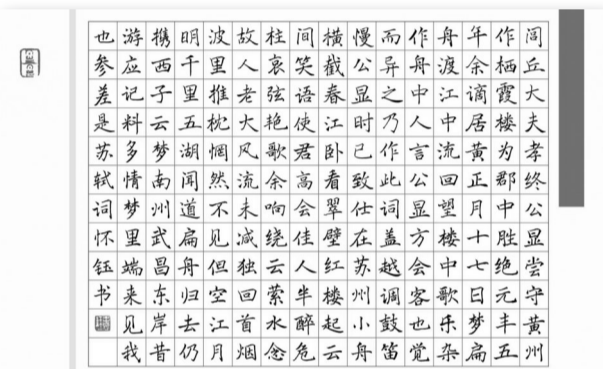 闾丘大夫孝终公显尝守黄州
作栖霞楼为郡中胜绝元丰五
年余谪居黄正月十七日梦扁
舟渡江中流回望楼中歌乐杂
作舟中人言公显方会客也觉
而异之乃作此词盖越调鼓笛
慢公显时已致仕在苏州小舟
横截春江卧看翠壁红楼起云
间笑语使君高会佳人半醉危
柱哀弦艳歌余响绕云萦水念
故人老大风流未减独回首烟
波里推枕惘然不见但空江月
明千里五湖闻道扁舟归去仍
携西子云梦南州武昌东岸昔
游应记料多情梦里端来见我
也参差是苏轼词怀钰书